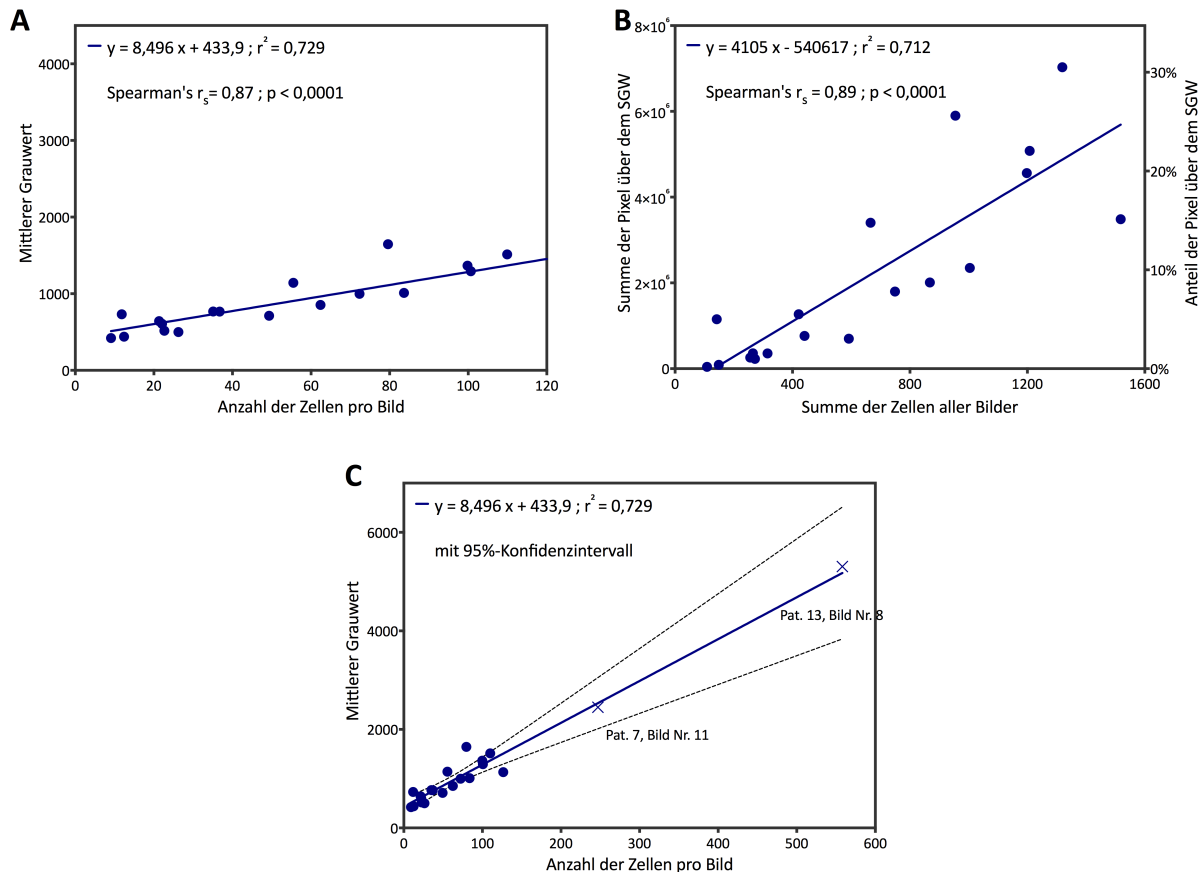 A
y = 8,496 x + 433,9 ; r² = 0,729
Spearman's rₛ= 0,87 ; p < 0,0001
Mittlerer Grauwert
4000
3000
2000
1000
0
0 20 40 60 80 100 120
Anzahl der Zellen pro Bild
B
y = 4105 x - 540617 ; r² = 0,712
Spearman's rₛ = 0,89 ; p < 0,0001
Summe der Pixel über dem SGW
8×10⁶
6×10⁶
4×10⁶
2×10⁶
0
Anteil der Pixel über dem SGW
30%
20%
10%
0%
0 400 800 1200 1600
Summe der Zellen aller Bilder
C
y = 8,496 x + 433,9 ; r² = 0,729
mit 95%-Konfidenzintervall
Mittlerer Grauwert
6000
4000
2000
0
Pat. 13, Bild Nr. 8
Pat. 7, Bild Nr. 11
0 100 200 300 400 500 600
Anzahl der Zellen pro Bild